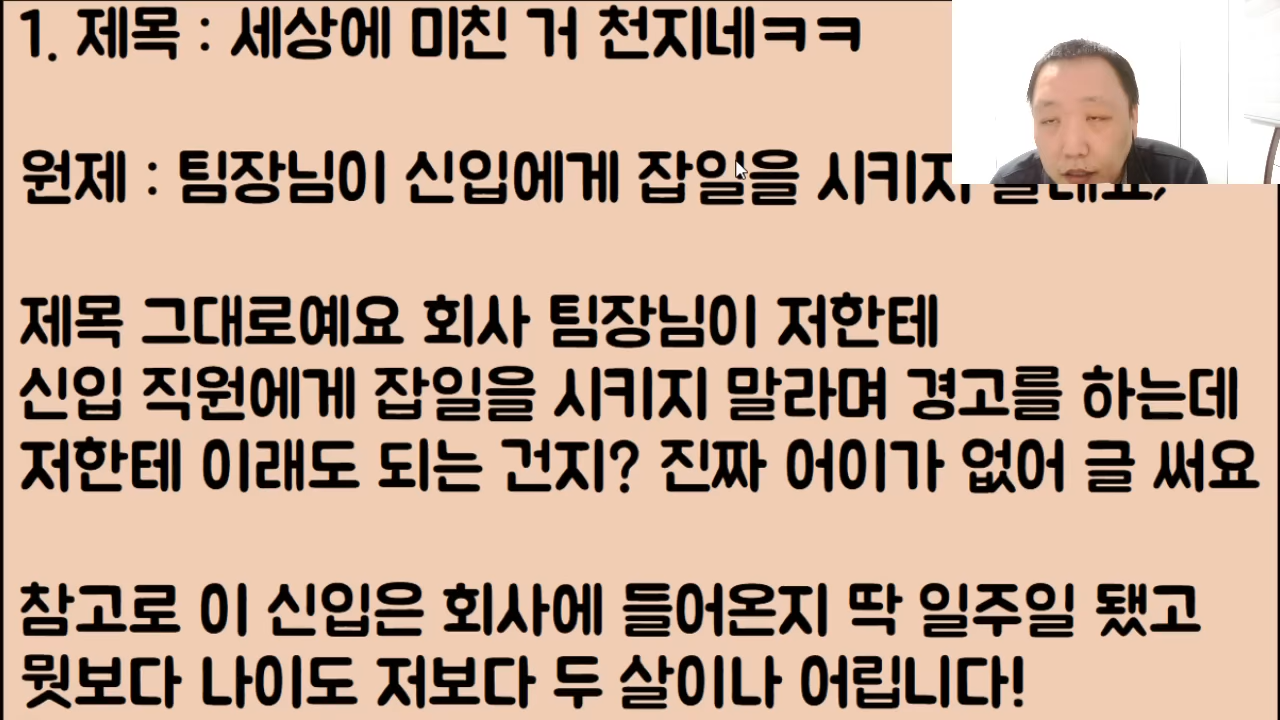 1. 제목 : 세상에 미친 거 천지네ㅋㅋ
원제 : 팀장님이 신입에게 잡일을 시키지
제목 그대로예요 회사 팀장님이 저한테
신입 직원에게 잡일을 시키지 말라며 경고를 하는데
저한테 이래도 되는 건지? 진짜 어이가 없어 글 써요
참고로 이 신입은 회사에 들어온지 딱 일주일 됐고
뭣보다 나이도 저보다 두 살이나 어립니다!